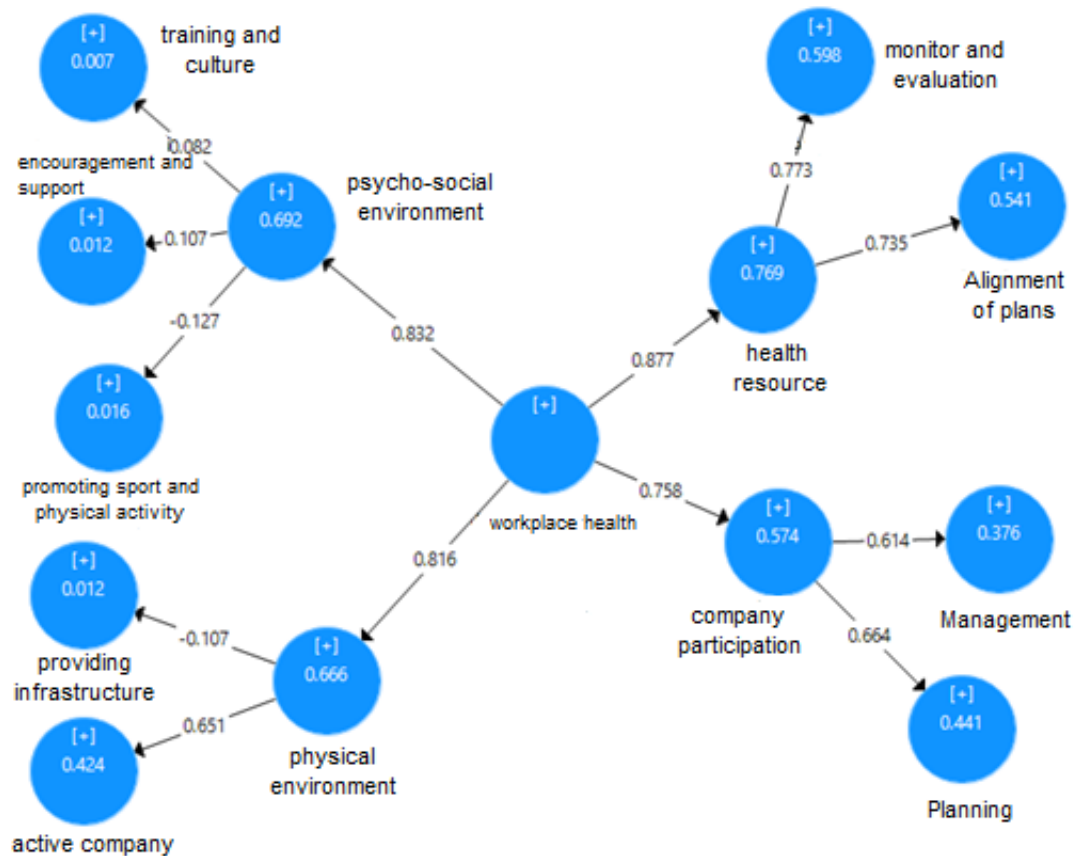 [+]
0.007
training and
culture
0.082
encouragement and
support
[+]
0.012
0.107
[+]
0.692
psycho-social
environment
-0.127
[+]
0.016
promoting sport and
physical activity
0.832
[+]
0.598
monitor and
evaluation
0.773
[+]
0.541
Alignment
of plans
0.735
[+]
0.769
health
resource
0.877
[+]
workplace health
0.758
[+]
0.574
company
participation
0.614
[+]
0.376
Management
0.664
[+]
0.441
Planning
0.816
[+]
0.012
providing
infrastructure
-0.107
[+]
0.666
physical
environment
0.651
[+]
0.424
active company